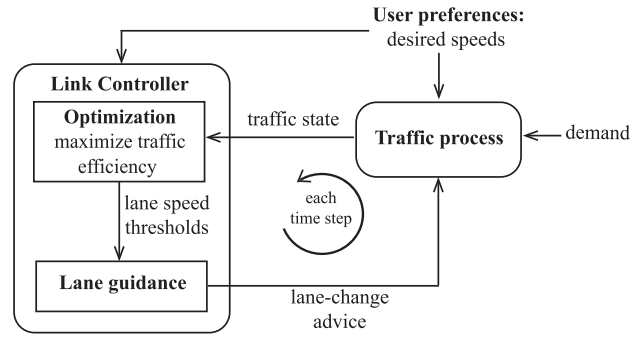 User preferences:
desired speeds
Link Controller
Optimization
maximize traffic
efficiency
traffic state
Traffic process
demand
lane speed
thresholds
each
time step
Lane guidance
lane-change
advice